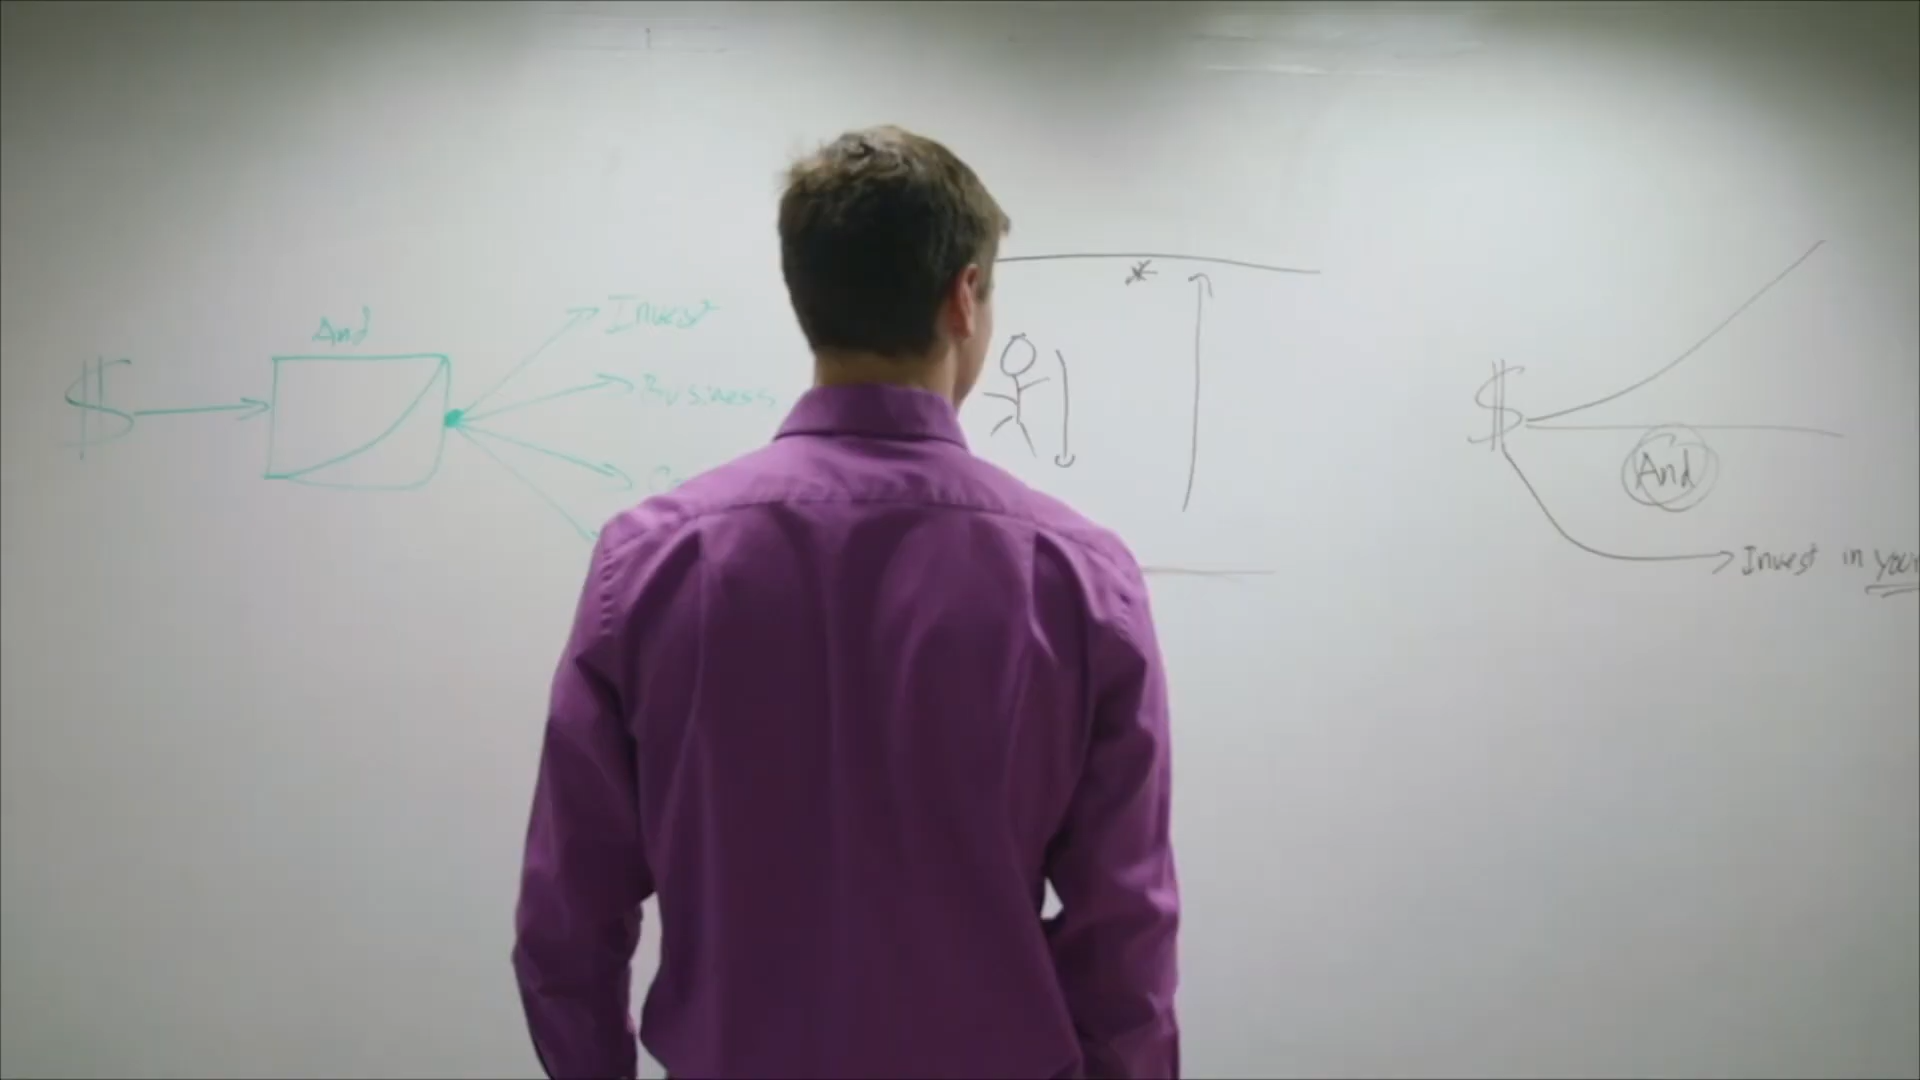 And
$
Invest
Business
$
And
Invest in your